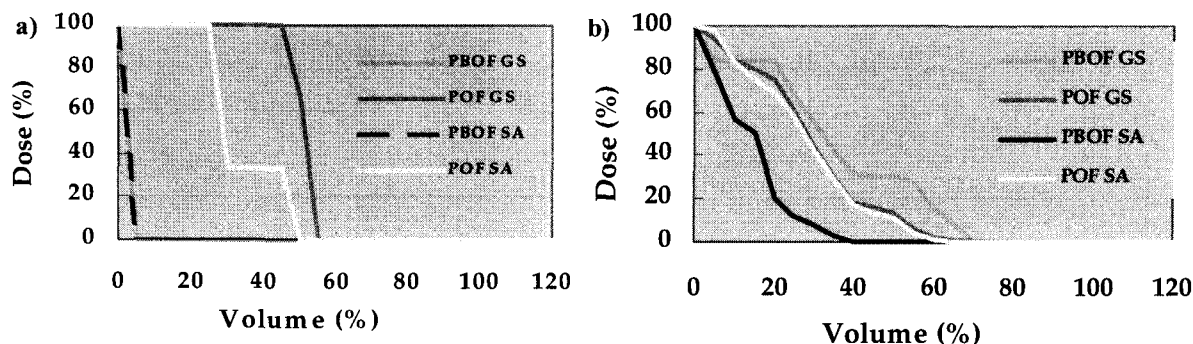 a)
100
80
60
40
20
0
Dose (%)
PBOF GS
POF GS
PBOF SA
POF SA
0 20 40 60 80 100 120
Volume (%)
b)
100
80
60
40
20
0
Dose (%)
PBOF GS
POF GS
PBOF SA
POF SA
0 20 40 60 80 100 120
Volume (%)